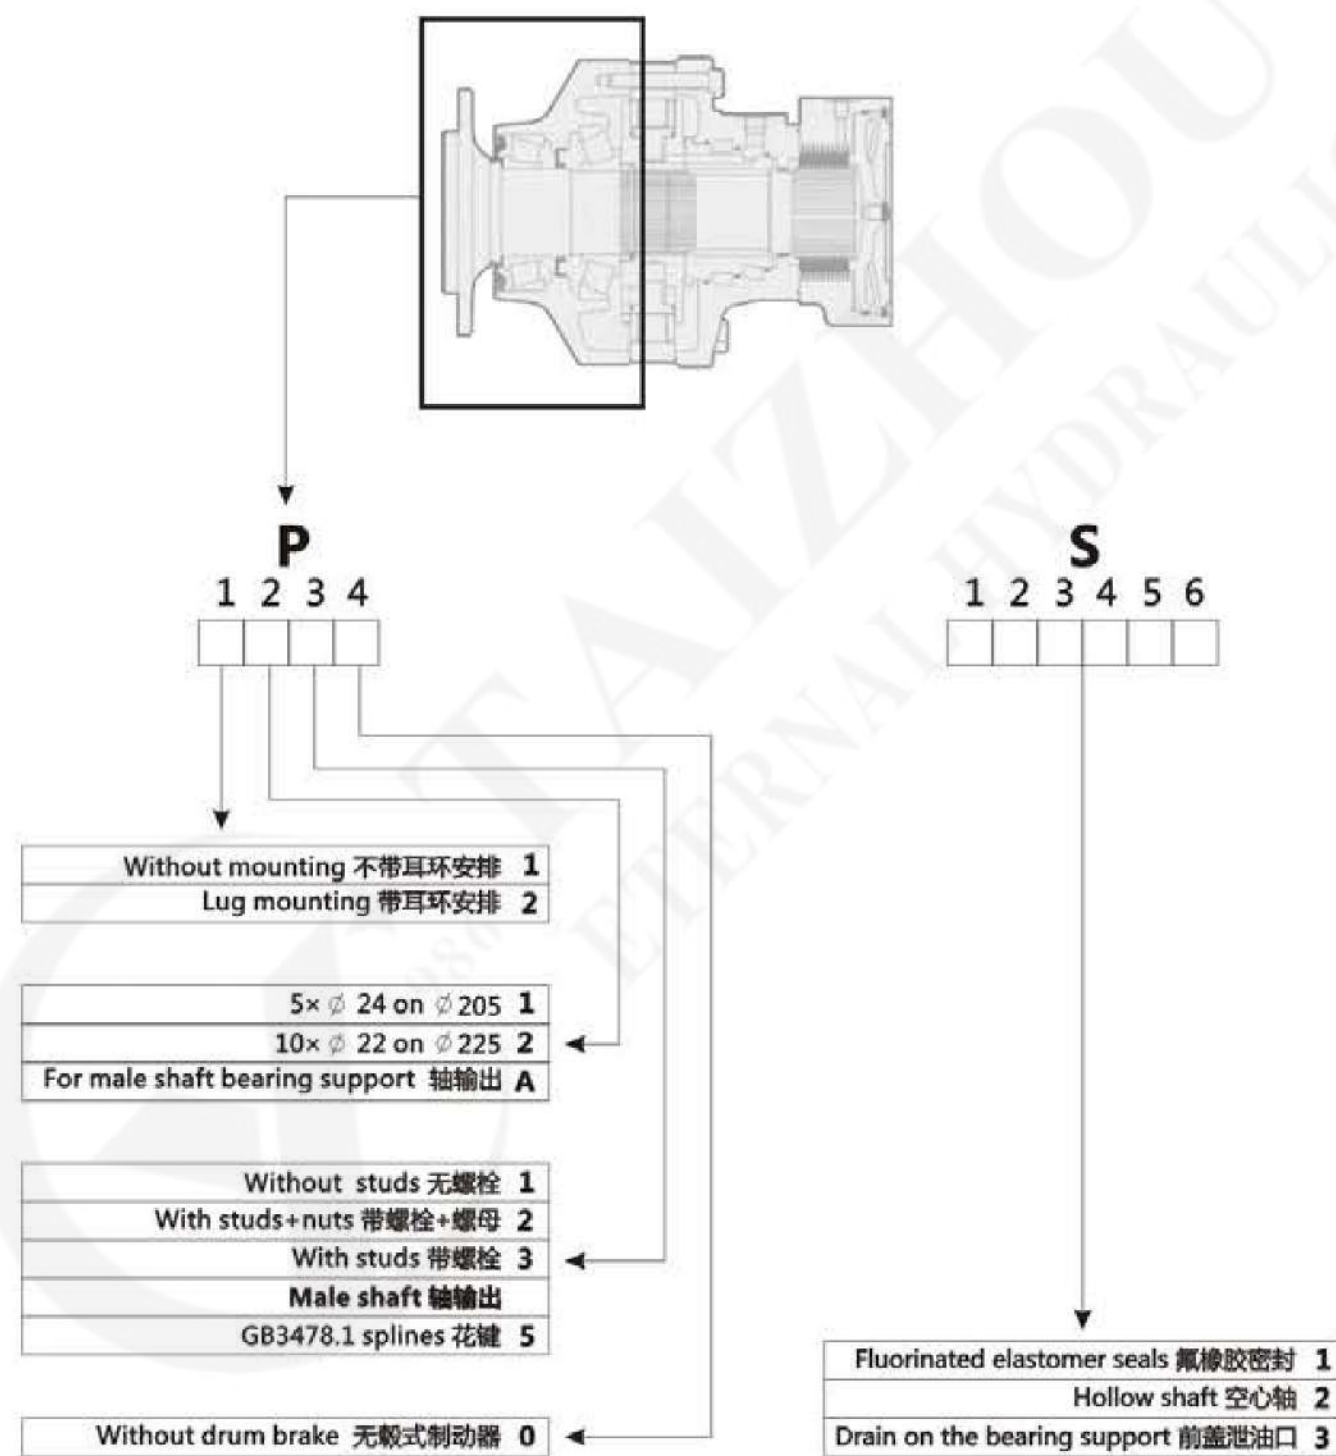 P
1 2 3 4
S
1 2 3 4 5 6
Without mounting 不带耳环安排 1
Lug mounting 带耳环安排 2
5× ∅ 24 on ∅ 205 1
10× ∅ 22 on ∅ 225 2
For male shaft bearing support 轴输出 A
Without studs 无螺栓 1
With studs+nuts 带螺栓+螺母 2
With studs 带螺栓 3
Male shaft 轴输出
GB3478.1 splines 花键 5
Without drum brake 无毂式制动器 0
Fluorinated elastomer seals 氟橡胶密封 1
Hollow shaft 空心轴 2
Drain on the bearing support 前盖泄油口 3
TAIZHOU
ETERNAL HYDRAULIC